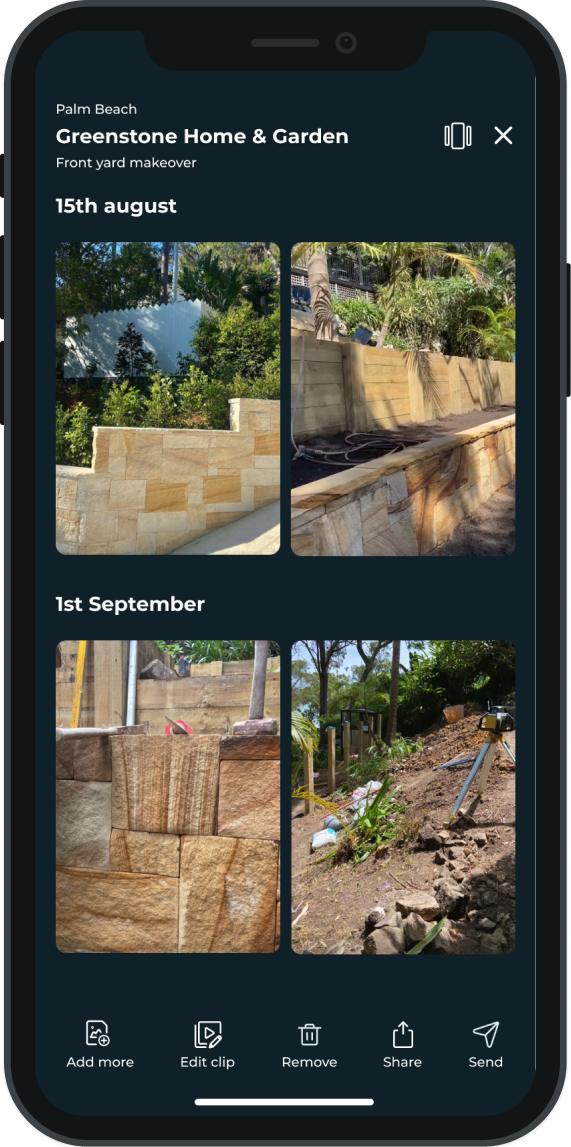 Palm Beach
Greenstone Home & Garden
Front yard makeover
15th august
1st September
Add more
Edit clip
Remove
Share
Send